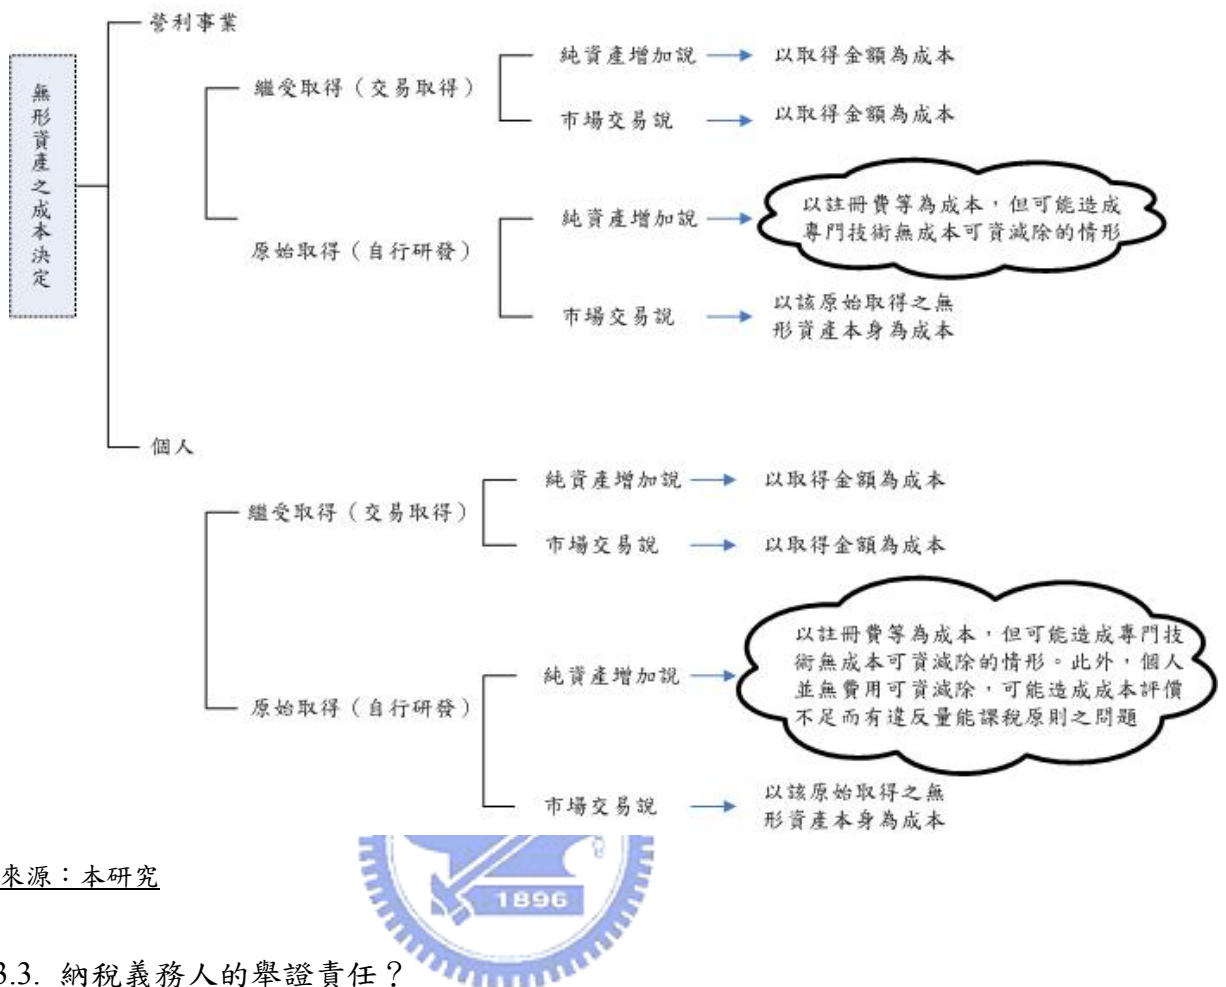 無形資產之成本決定
營利事業
繼受取得（交易取得）
純資產增加說
以取得金額為成本
市場交易說
以取得金額為成本
原始取得（自行研發）
純資產增加說
以註冊費等為成本，但可能造成
專門技術無成本可資減除的情形
市場交易說
以該原始取得之無
形資產本身為成本
個人
繼受取得（交易取得）
純資產增加說
以取得金額為成本
市場交易說
以取得金額為成本
原始取得（自行研發）
純資產增加說
以註冊費等為成本，但可能造成專門技
術無成本可資減除的情形。此外，個人
並無費用可資減除，可能造成成本評價
不足而有違反量能課稅原則之問題
市場交易說
以該原始取得之無
形資產本身為成本
來源：本研究
1896
3.3. 納稅義務人的舉證責任？